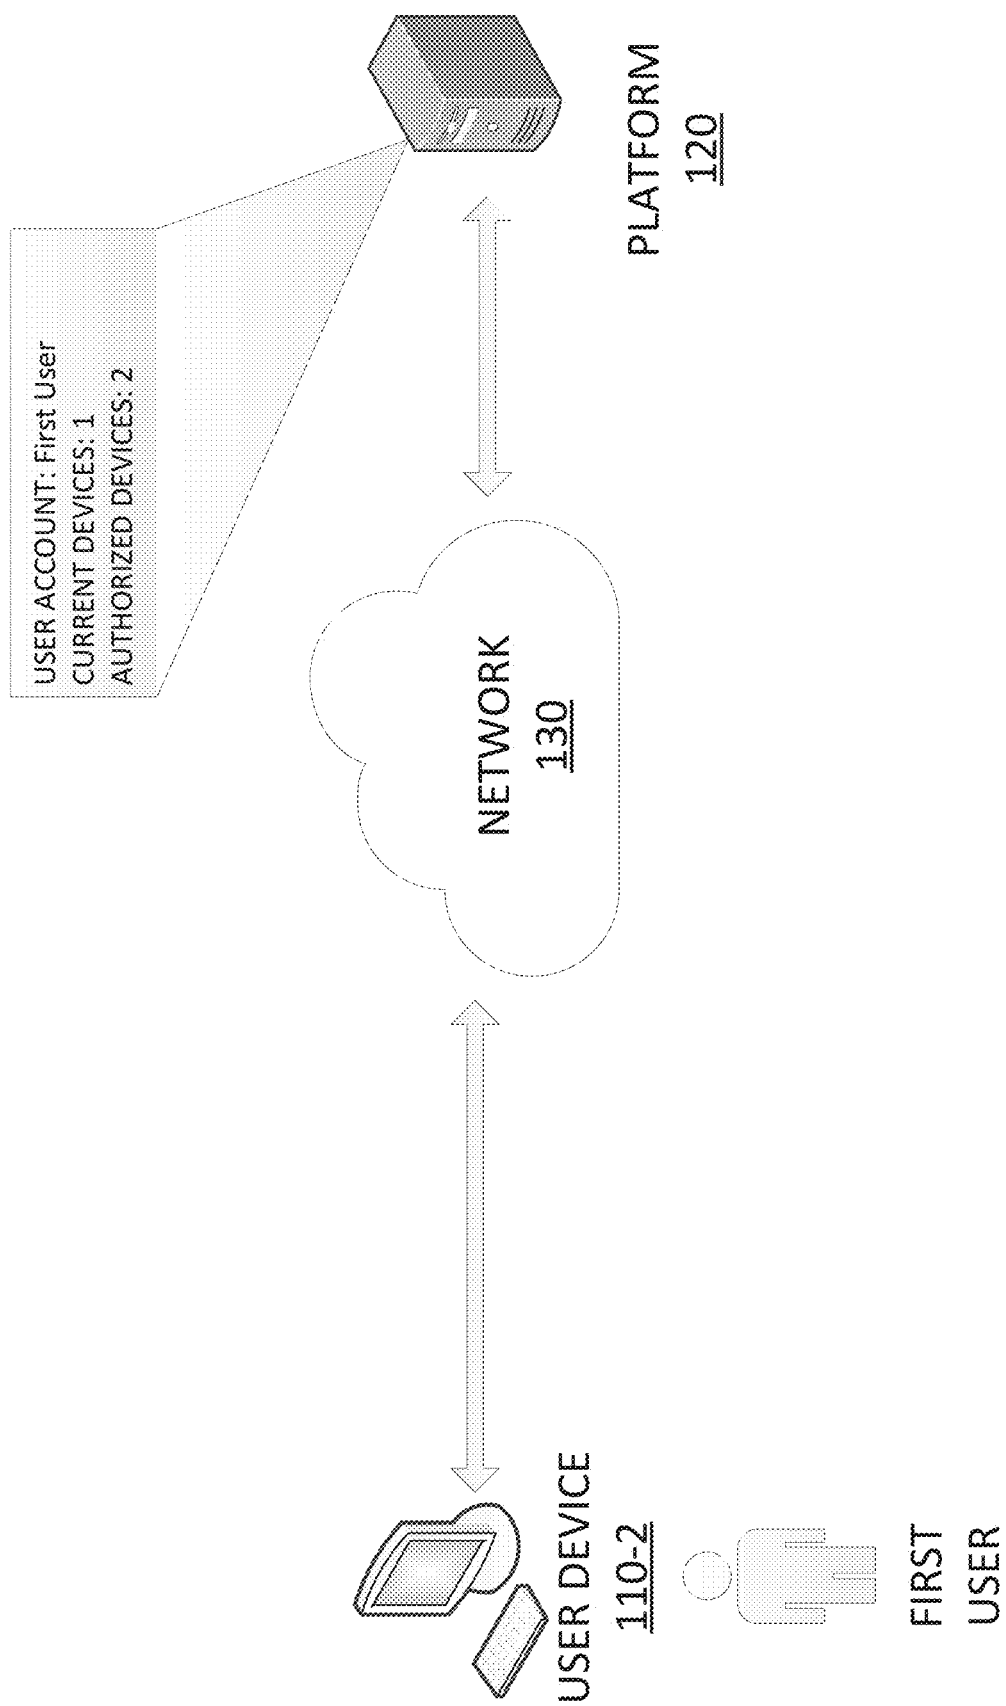 USER ACCOUNT: First User
CURRENT DEVICES: 1
AUTHORIZED DEVICES: 2
NETWORK
130
PLATFORM
120
USER DEVICE
110-2
FIRST
USER